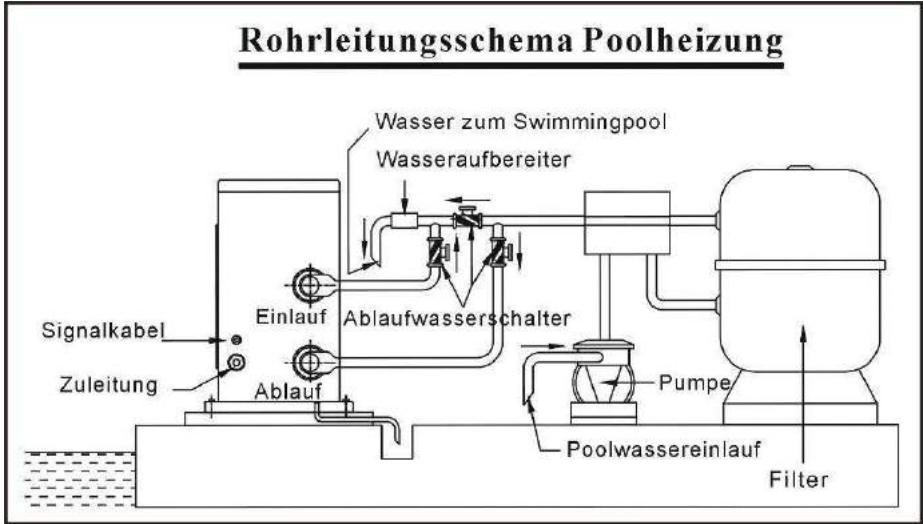 Rohrleitungsschema Poolheizung
Wasser zum Swimmingpool
Wasseraufbereiter
Einlauf
Ablaufwasserschalter
Signalkabel
Zuleitung
Ablauf
Pumpe
Poolwassereinlauf
Filter